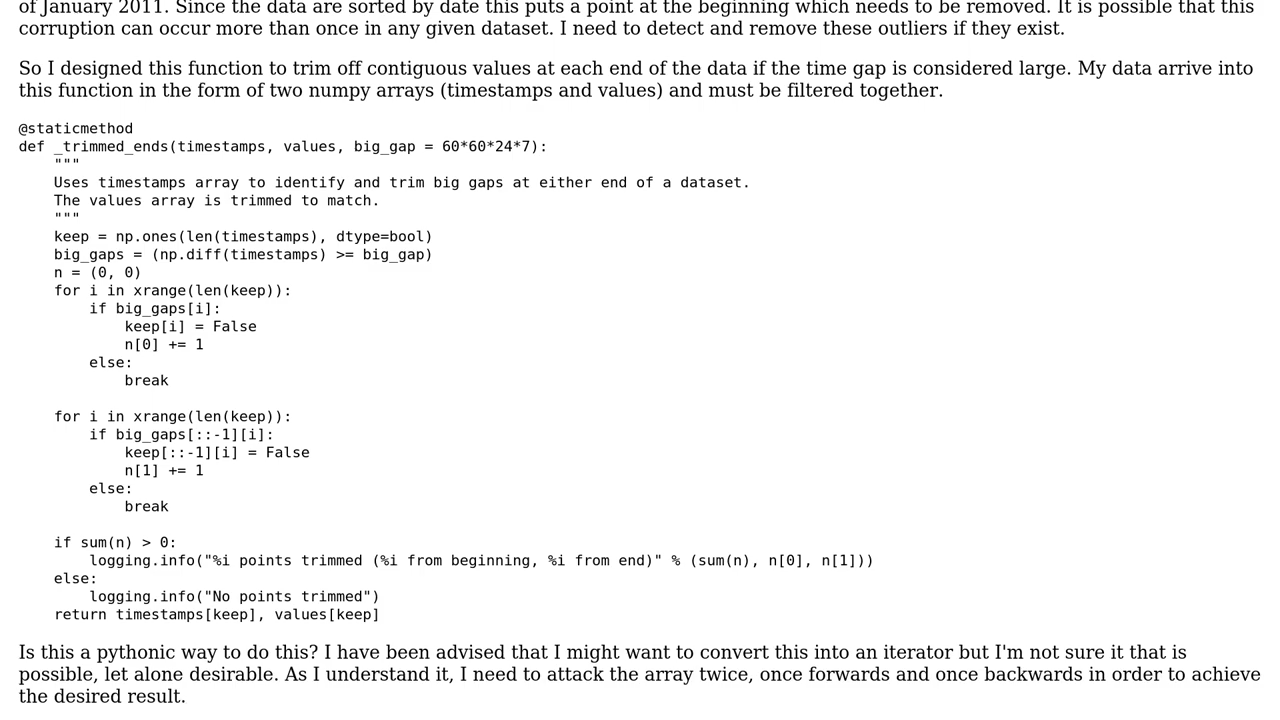 of January 2011. Since the data are sorted by date this puts a point at the beginning which needs to be removed. It is possible that this
corruption can occur more than once in any given dataset. I need to detect and remove these outliers if they exist.
So I designed this function to trim off contiguous values at each end of the data if the time gap is considered large. My data arrive into
this function in the form of two numpy arrays (timestamps and values) and must be filtered together.
@staticmethod
def _trimmed_ends(timestamps, values, big_gap = 60*60*24*7):
    """
    Uses timestamps array to identify and trim big gaps at either end of a dataset.
    The values array is trimmed to match.
    """
    keep = np.ones(len(timestamps), dtype=bool)
    big_gaps = (np.diff(timestamps) >= big_gap)
    n = (0, 0)
    for i in xrange(len(keep)):
        if big_gaps[i]:
            keep[i] = False
            n[0] += 1
        else:
            break
    for i in xrange(len(keep)):
        if big_gaps[::-1][i]:
            keep[::-1][i] = False
            n[1] += 1
        else:
            break
    if sum(n) > 0:
        logging.info("%i points trimmed (%i from beginning, %i from end)" % (sum(n), n[0], n[1]))
    else:
        logging.info("No points trimmed")
    return timestamps[keep], values[keep]
Is this a pythonic way to do this? I have been advised that I might want to convert this into an iterator but I'm not sure it that is
possible, let alone desirable. As I understand it, I need to attack the array twice, once forwards and once backwards in order to achieve
the desired result.